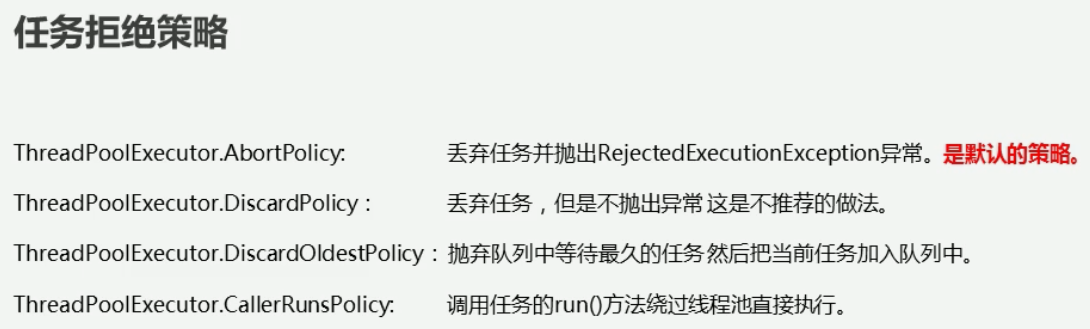 任务拒绝策略
ThreadPoolExecutor.AbortPolicy: 丢弃任务并抛出RejectedExecutionException异常。是默认的策略。
ThreadPoolExecutor.DiscardPolicy： 丢弃任务，但是不抛出异常 这是不推荐的做法。
ThreadPoolExecutor.DiscardOldestPolicy： 抛弃队列中等待最久的任务 然后把当前任务加入队列中。
ThreadPoolExecutor.CallerRunsPolicy: 调用任务的run()方法绕过线程池直接执行。